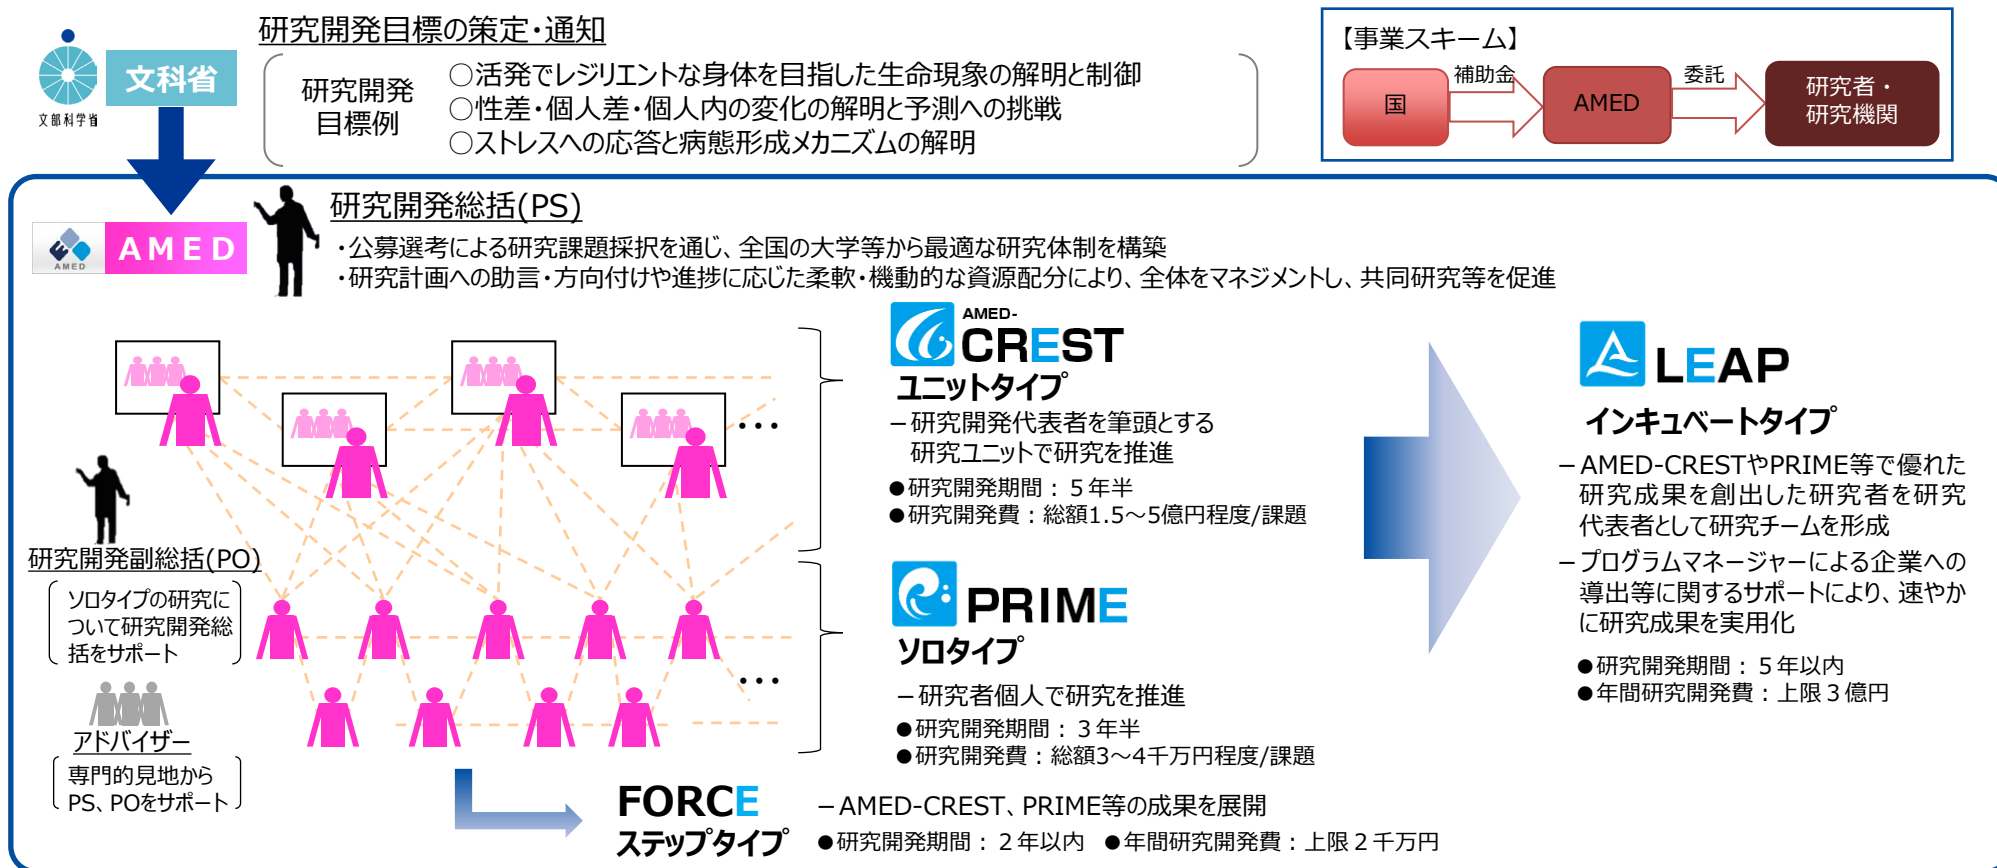 研究開発目標の策定・通知
文科省
文部科学省
研究開発
目標例
○活発でレジリエントな身体を目指した生命現象の解明と制御
○性差・個人差・個人内の変化の解明と予測への挑戦
○ストレスへの応答と病態形成メカニズムの解明
【事業スキーム】
国
補助金
AMED
委託
研究者・
研究機関
AMED
AMED
研究開発総括(PS)
・公募選考による研究課題採択を通じ、全国の大学等から最適な研究体制を構築
・研究計画への助言・方向付けや進捗に応じた柔軟・機動的な資源配分により、全体をマネジメントし、共同研究等を促進
…
…
研究開発副総括(PO)
ソロタイプの研究に
ついて研究開発総
括をサポート
アドバイザー
専門的見地から
PS、POをサポート
AMED-
CREST
ユニットタイプ
－研究開発代表者を筆頭とする
研究ユニットで研究を推進
●研究開発期間：５年半
●研究開発費：総額1.5～5億円程度/課題
PRIME
ソロタイプ
－研究者個人で研究を推進
●研究開発期間：３年半
●研究開発費：総額3～4千万円程度/課題
FORCE
ステップタイプ
－AMED-CREST、PRIME等の成果を展開
●研究開発期間：２年以内 ●年間研究開発費：上限２千万円
LEAP
インキュベートタイプ
－AMED-CRESTやPRIME等で優れた
研究成果を創出した研究者を研究
代表者として研究チームを形成
－プログラムマネージャーによる企業への
導出等に関するサポートにより、速やか
に研究成果を実用化
●研究開発期間：５年以内
●年間研究開発費：上限３億円